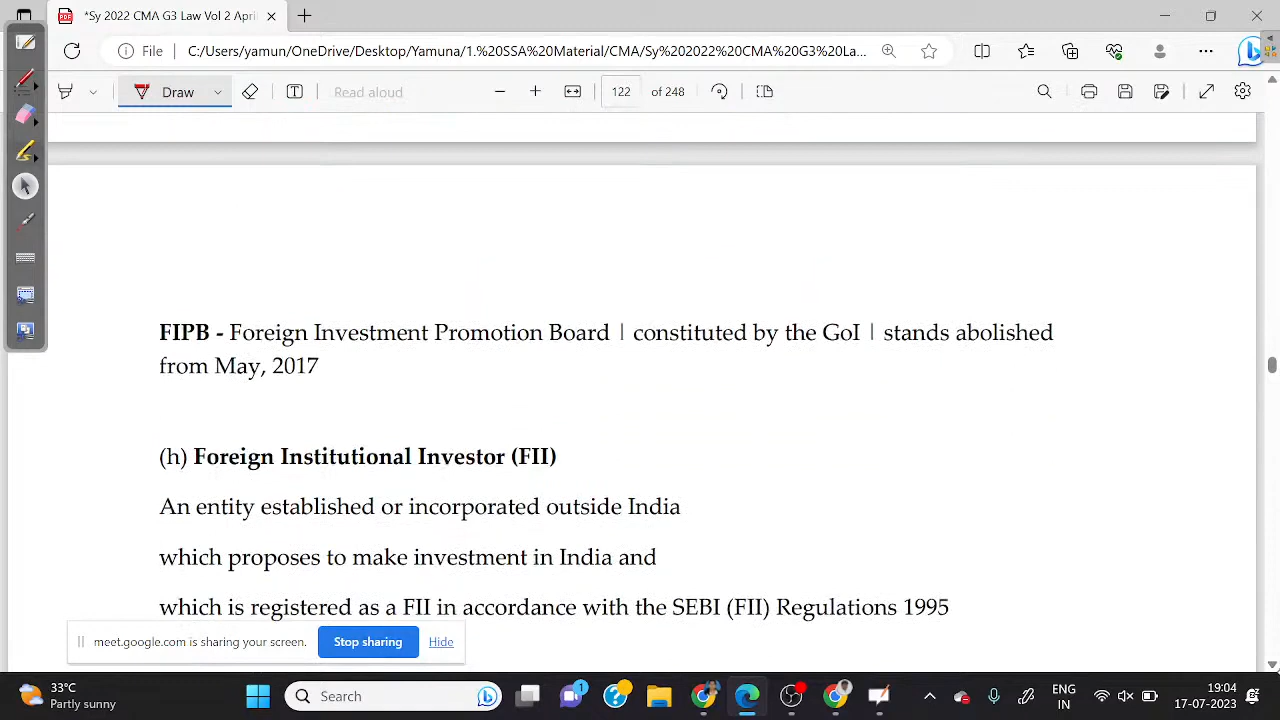 *Sy 2022 CMA G3 Law Vol 2 Apri
File
C:/Users/yamun/OneDrive/Desktop/Yamuna/1.%20SSA%20Material/CMA/Sy%202022%20CMA%20G3%20La...
Draw
Read aloud
122 of 248
FIPB - Foreign Investment Promotion Board | constituted by the GoI | stands abolished
from May, 2017
(h) Foreign Institutional Investor (FII)
An entity established or incorporated outside India
which proposes to make investment in India and
which is registered as a FII in accordance with the SEBI (FII) Regulations 1995
meet.google.com is sharing your screen. Stop sharing Hide
33°C
Partly sunny
Search
1
ENG
IN
19:04
17-07-2023